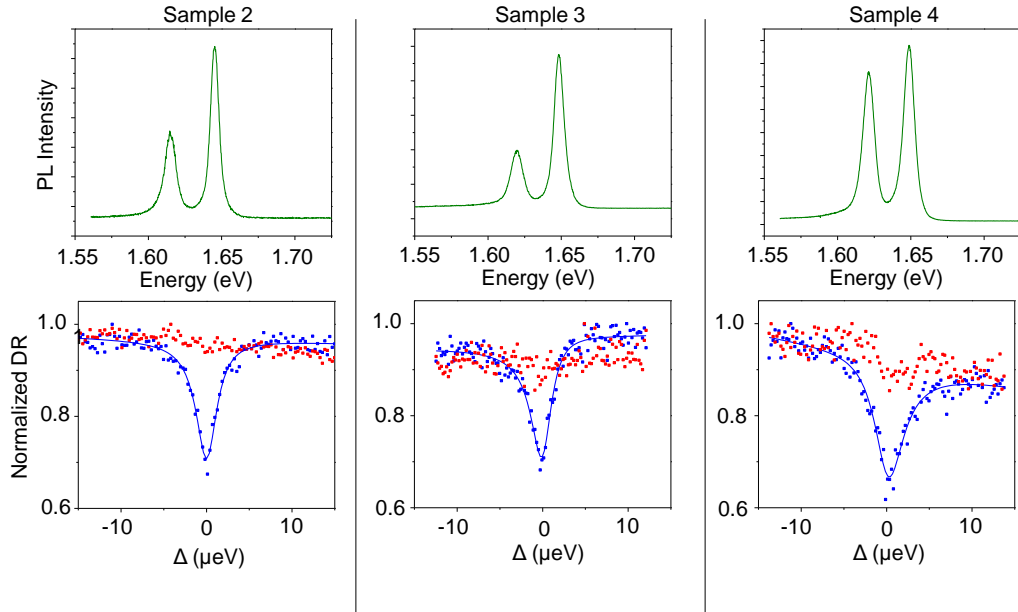 Sample 2
Sample 3
Sample 4
PL Intensity
1.55 1.60 1.65 1.70
1.55 1.60 1.65 1.70
1.55 1.60 1.65 1.70
Energy (eV)
Energy (eV)
Energy (eV)
Normalized DR
1.0
0.8
0.6
1.0
0.8
0.6
1.0
0.8
0.6
-10 0 10
-10 0 10
-10 0 10
Δ (μeV)
Δ (μeV)
Δ (μeV)